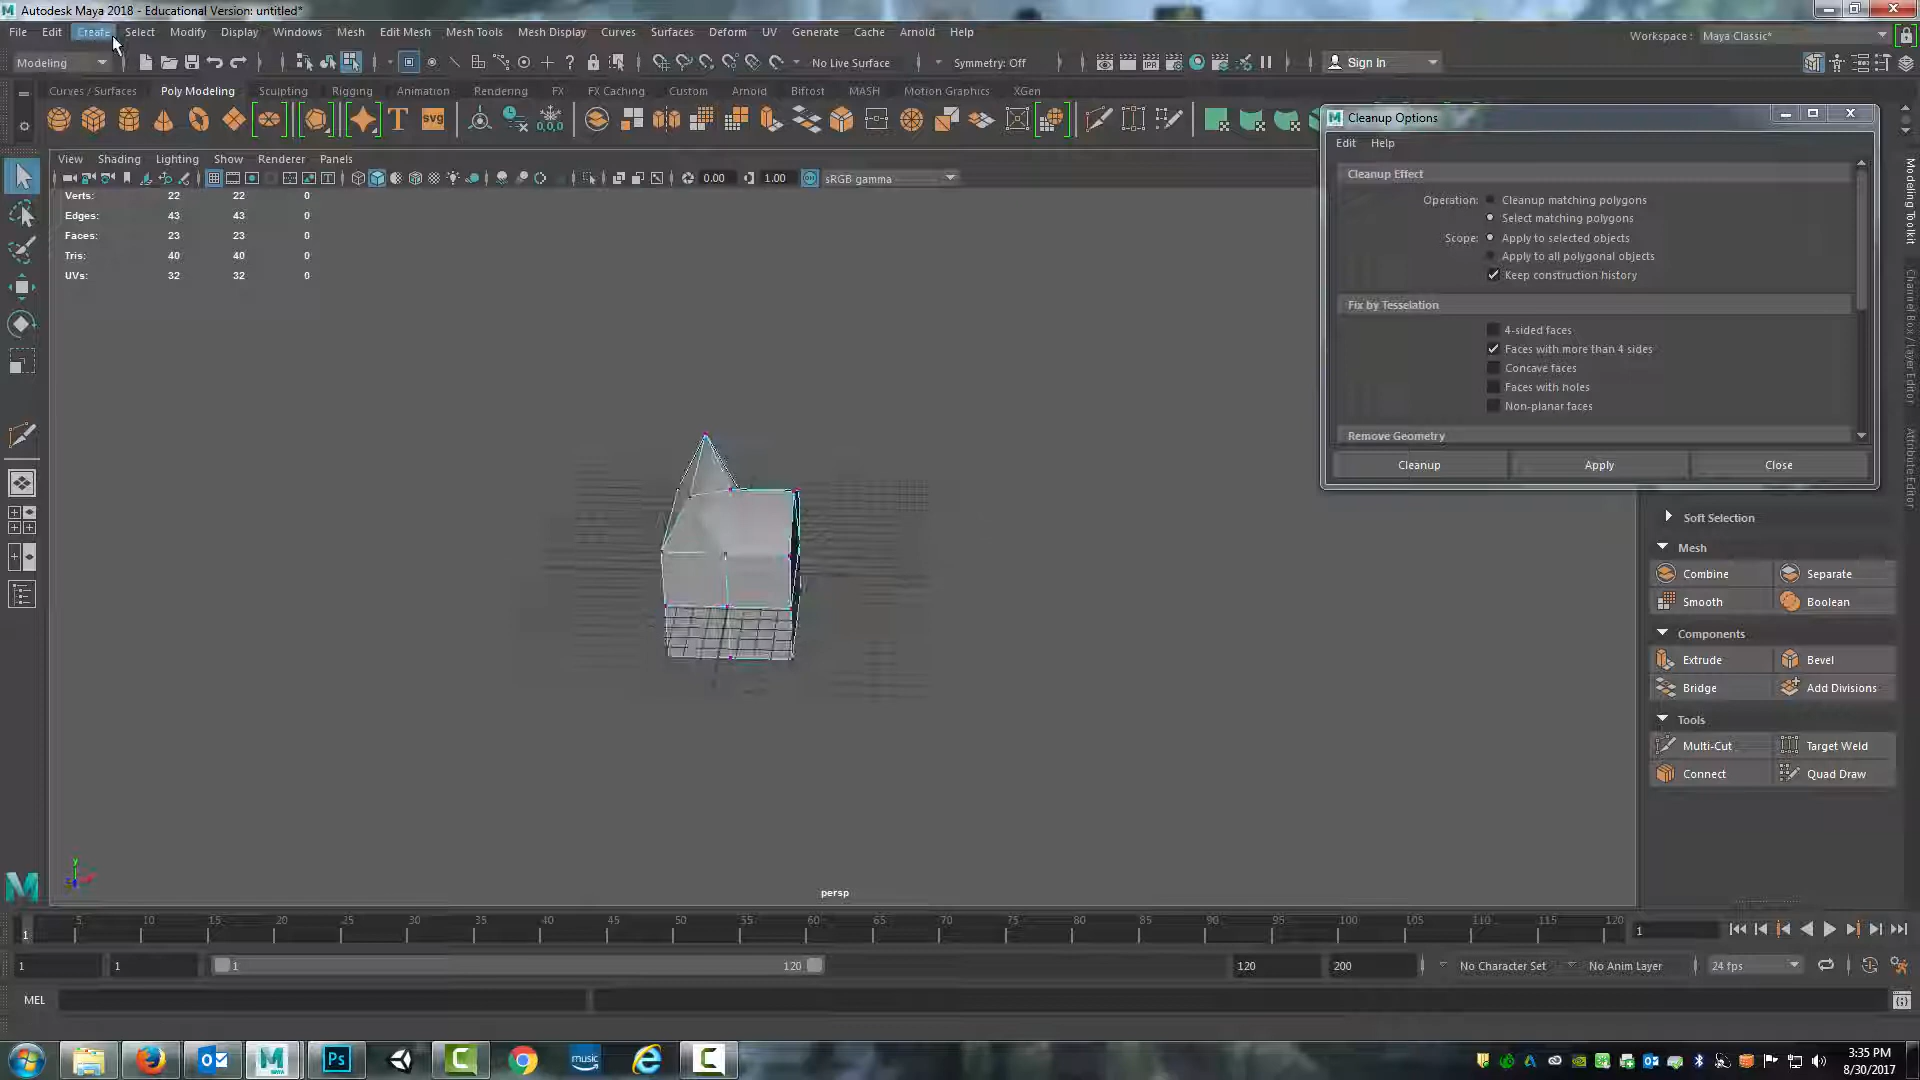 Autodesk Maya 2018 - Educational Version: untitled*
File Edit Create Select Modify Display Windows Mesh Edit Mesh Mesh Tools Mesh Display Curves Surfaces Deform UV Generate Cache Arnold Help
Workspace : Maya Classic*
Modeling
No Live Surface
Symmetry: Off
Sign In
Curves / Surfaces Poly Modeling Sculpting Rigging Animation Rendering FX FX Caching Custom Arnold Bifrost MASH Motion Graphics XGen
T
SVG
0,0,0
View Shading Lighting Show Renderer Panels
0.00 1.00 sRGB gamma
Verts: 22 22 0
Edges: 43 43 0
Faces: 23 23 0
Tris: 40 40 0
UVs: 32 32 0
Cleanup Options
Edit Help
Cleanup Effect
Operation: Cleanup matching polygons
Select matching polygons
Scope: Apply to selected objects
Apply to all polygonal objects
Keep construction history
Fix by Tesselation
4-sided faces
Faces with more than 4 sides
Concave faces
Faces with holes
Non-planar faces
Remove Geometry
Cleanup Apply Close
Soft Selection
Mesh
Combine Separate
Smooth Boolean
Components
Extrude Bevel
Bridge Add Divisions
Tools
Multi-Cut Target Weld
Connect Quad Draw
Modeling Toolkit
Channel Box / Layer Editor
Attribute Editor
y
persp
5 10 15 20 25 30 35 40 45 50 55 60 65 70 75 80 85 90 95 100 105 110 115 120
1 1
1 1 1 120 120 200 No Character Set No Anim Layer 24 fps
MEL
MAYA
Ps
music
3:35 PM
8/30/2017